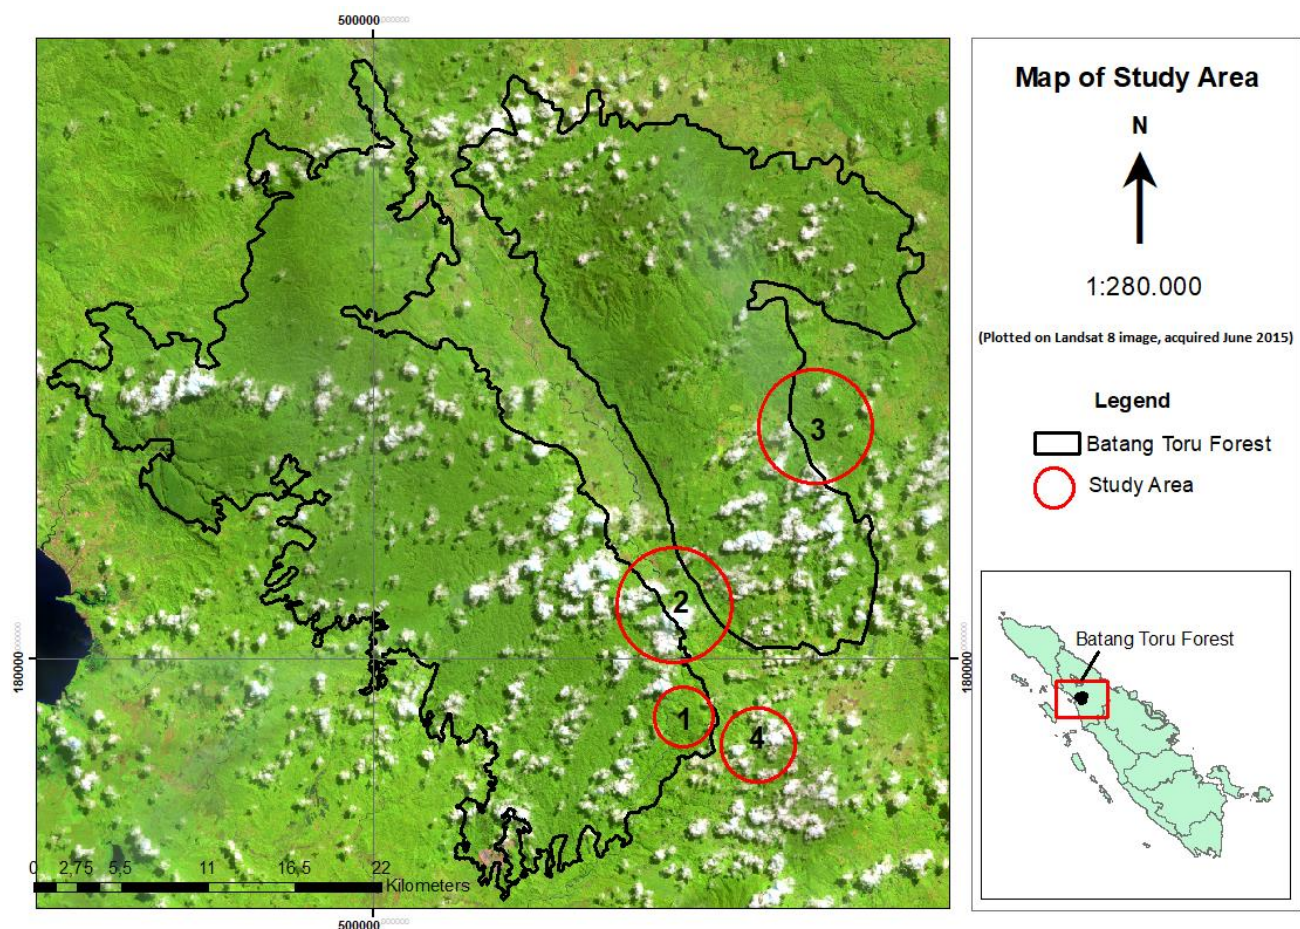 500000
180000
3
2
1
4
0 2,75 5,5 11 16,5 22
Kilometers
500000
180000
Map of Study Area
N
1:280.000
(Plotted on Landsat 8 image, acquired June 2015)
Legend
Batang Toru Forest
Study Area
Batang Toru Forest